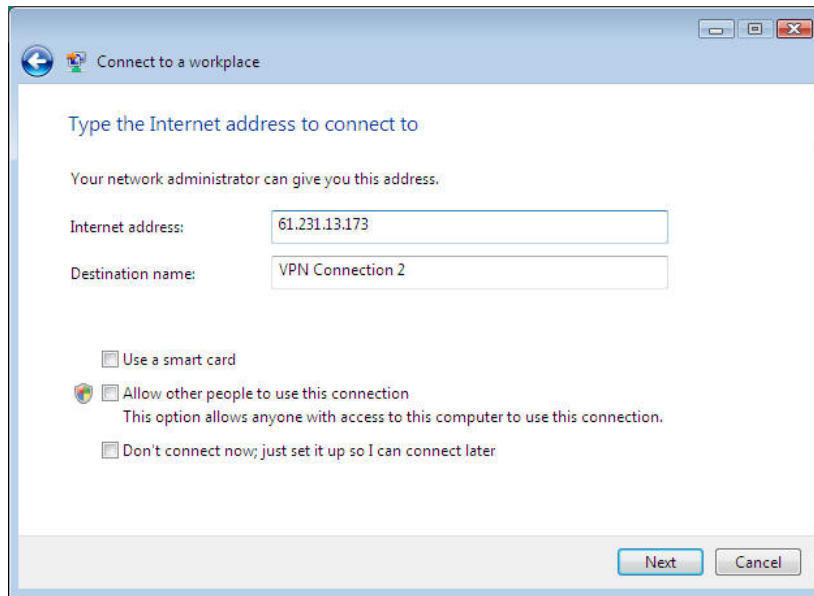 Connect to a workplace
Type the Internet address to connect to
Your network administrator can give you this address.
Internet address: 61.231.13.173
Destination name: VPN Connection 2
Use a smart card
Allow other people to use this connection
This option allows anyone with access to this computer to use this connection.
Don't connect now; just set it up so I can connect later
Next Cancel